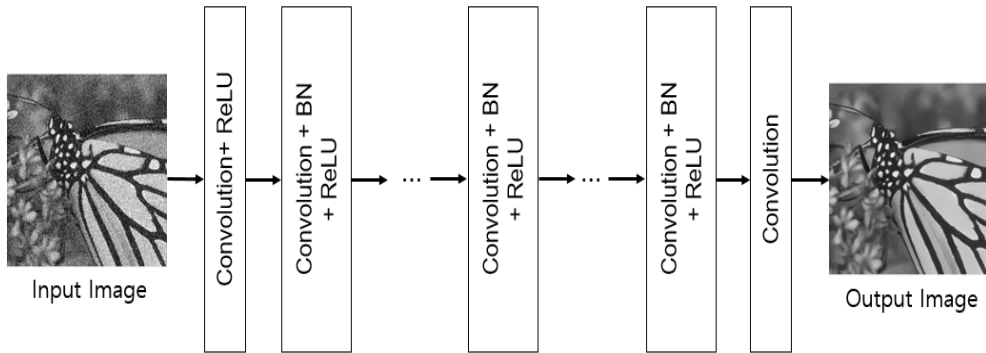 Input Image
Convolution+ ReLU
Convolution + BN
+ ReLU
...
Convolution + BN
+ ReLU
...
Convolution + BN
+ ReLU
Convolution
Output Image